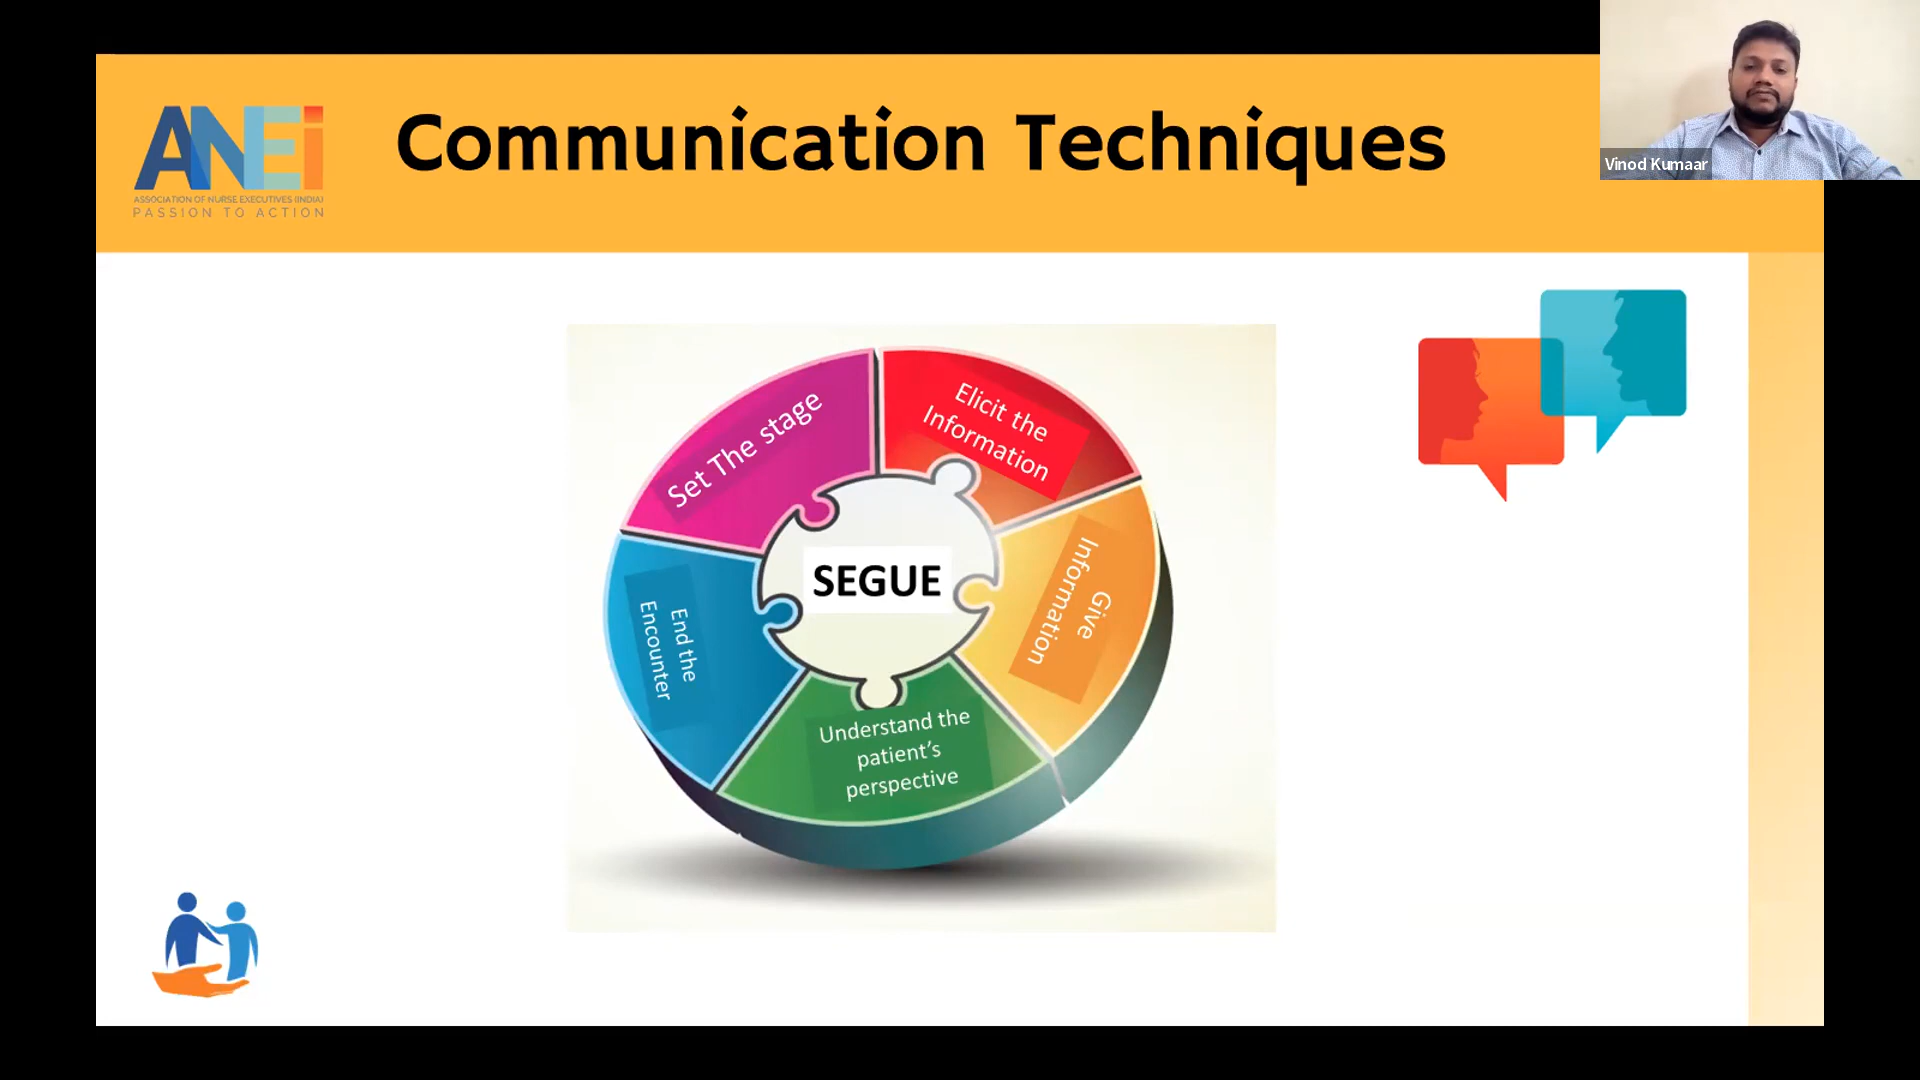 ANEi
ASSOCIATION OF NURSE EXECUTIVES (INDIA)
PASSION TO ACTION
Communication Techniques
Vinod Kumaar
Set The stage
Elicit the
Information
Give
Information
Understand the
patient's
perspective
End the
Encounter
SEGUE